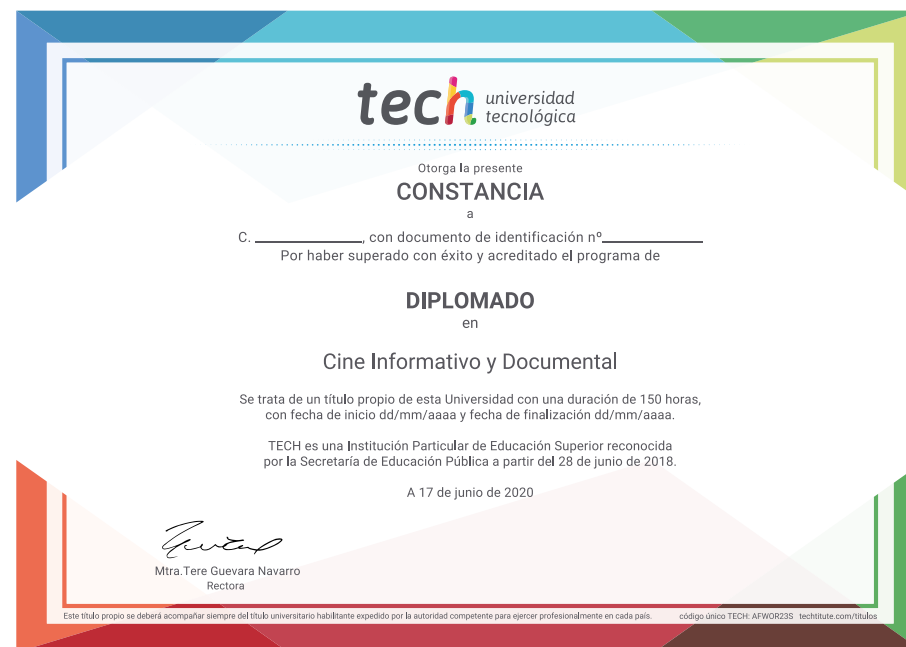 tech universidad
tecnológica
Otorga la presente
CONSTANCIA
a
C. ____________, con documento de identificación nº____________
Por haber superado con éxito y acreditado el programa de
DIPLOMADO
en
Cine Informativo y Documental
Se trata de un título propio de esta Universidad con una duración de 150 horas,
con fecha de inicio dd/mm/aaaa y fecha de finalización dd/mm/aaaa.
TECH es una Institución Particular de Educación Superior reconocida
por la Secretaría de Educación Pública a partir del 28 de junio de 2018.
A 17 de junio de 2020
Mtra.Tere Guevara Navarro
Rectora
Este título propio se deberá acompañar siempre del título universitario habilitante expedido por la autoridad competente para ejercer profesionalmente en cada país. código único TECH: AFWOR23S techtitute.com/titulos